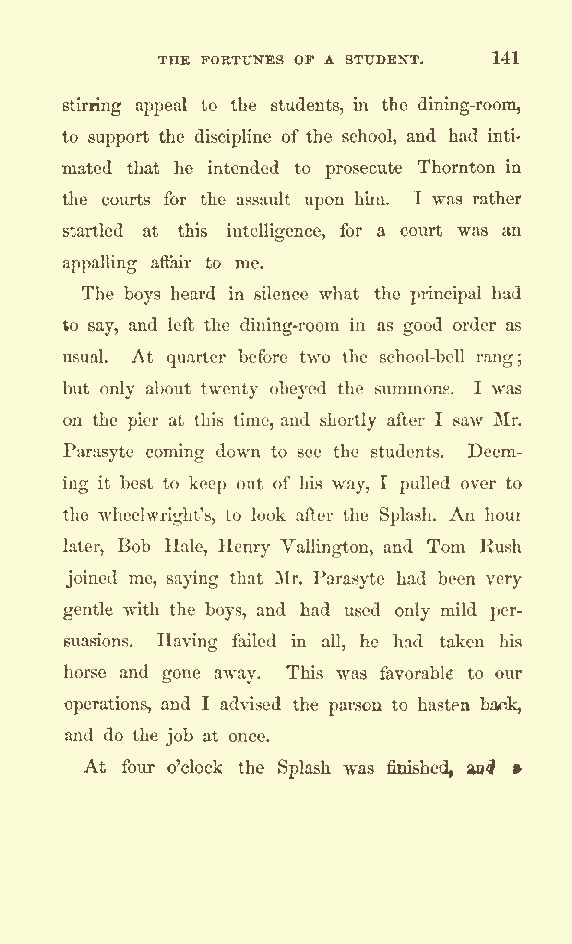 THE FORTUNES OF A STUDENT. 141
stirring appeal to the students, in the dining-room,
to support the discipline of the school, and had inti-
mated that he intended to prosecute Thornton in
the courts for the assault upon him. I was rather
startled at this intelligence, for a court was an
appalling affair to me.
The boys heard in silence what the principal had
to say, and left the dining-room in as good order as
usual. At quarter before two the school-bell rang;
but only about twenty obeyed the summons. I was
on the pier at this time, and shortly after I saw Mr.
Parasyte coming down to see the students. Deem-
ing it best to keep out of his way, I pulled over to
the wheelwright's, to look after the Splash. An hour
later, Bob Hale, Henry Vallington, and Tom Rush
joined me, saying that Mr. Parasyte had been very
gentle with the boys, and had used only mild per-
suasions. Having failed in all, he had taken his
horse and gone away. This was favorable to our
operations, and I advised the parson to hasten back,
and do the job at once.
At four o'clock the Splash was finished, and